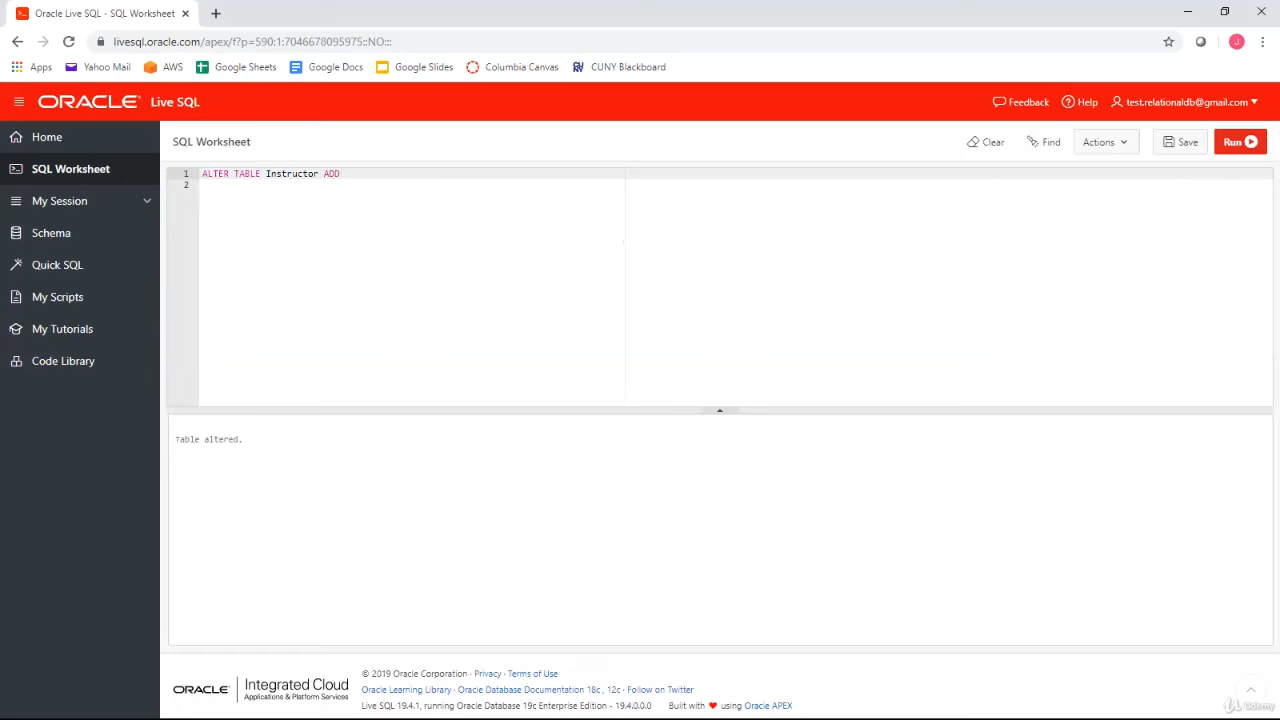 Oracle Live SQL - SQL Worksheet
livesql.oracle.com/apex/f?p=590:1:7046678095975::NO:::
J
Apps Yahoo Mail AWS Google Sheets Google Docs Google Slides Columbia Canvas CUNY Blackboard
ORACLE Live SQL Feedback Help test.relationaldb@gmail.com
Home
SQL Worksheet
My Session
Schema
Quick SQL
My Scripts
My Tutorials
Code Library
SQL Worksheet Clear Find Actions Save Run
1 ALTER TABLE Instructor ADD
2
Table altered.
ORACLE Integrated Cloud
Applications & Platform Services
© 2019 Oracle Corporation · Privacy · Terms of Use
Oracle Learning Library · Oracle Database Documentation 18c, 12c · Follow on Twitter
Live SQL 19.4.1, running Oracle Database 19c Enterprise Edition - 19.4.0.0.0 Built with ♥ using Oracle APEX
Udemy